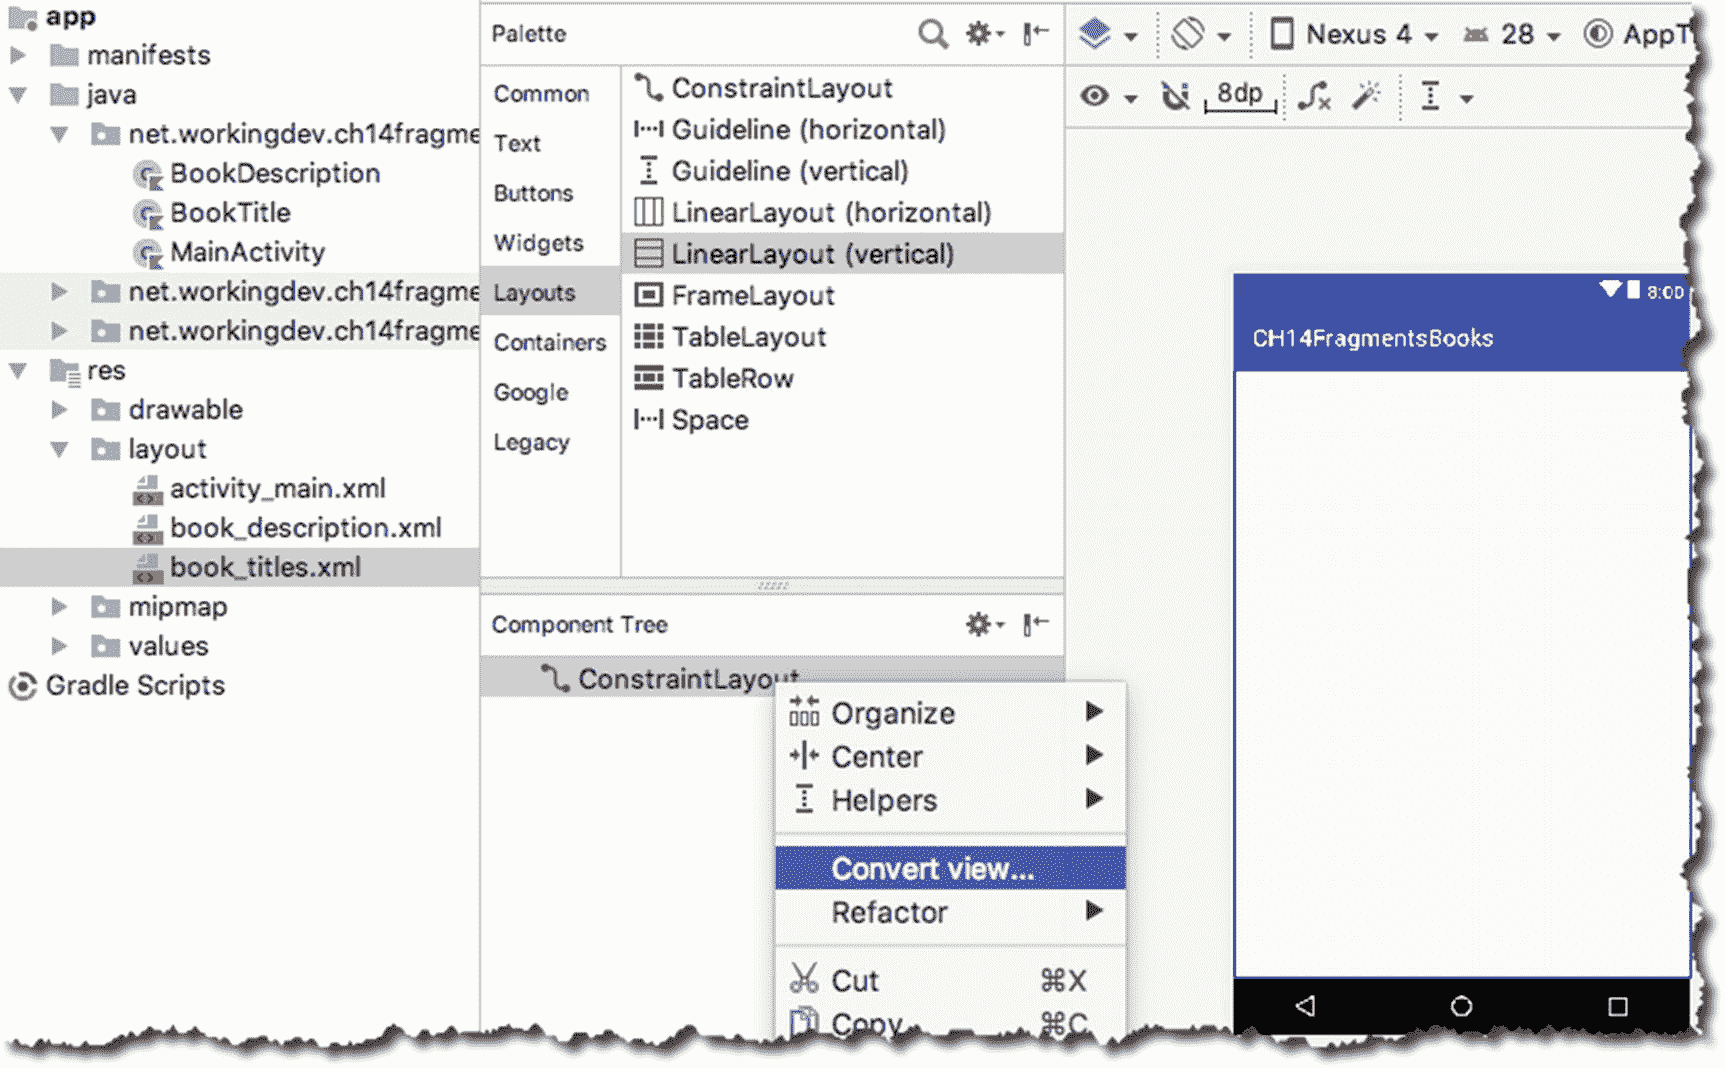 app
manifests
java
net.workingdev.ch14fragme
BookDescription
BookTitle
MainActivity
net.workingdev.ch14fragme
net.workingdev.ch14fragme
res
drawable
layout
activity_main.xml
book_description.xml
book_titles.xml
mipmap
values
Gradle Scripts
Palette
Common
Text
Buttons
Widgets
Layouts
Containers
Google
Legacy
ConstraintLayout
Guideline (horizontal)
Guideline (vertical)
LinearLayout (horizontal)
LinearLayout (vertical)
FrameLayout
TableLayout
TableRow
Space
Component Tree
ConstraintLayout
Organize
Center
Helpers
Convert view...
Refactor
Cut ⌘X
Copy ⌘C
Nexus 4 28 AppT
8dp
8:00
CH14FragmentsBooks